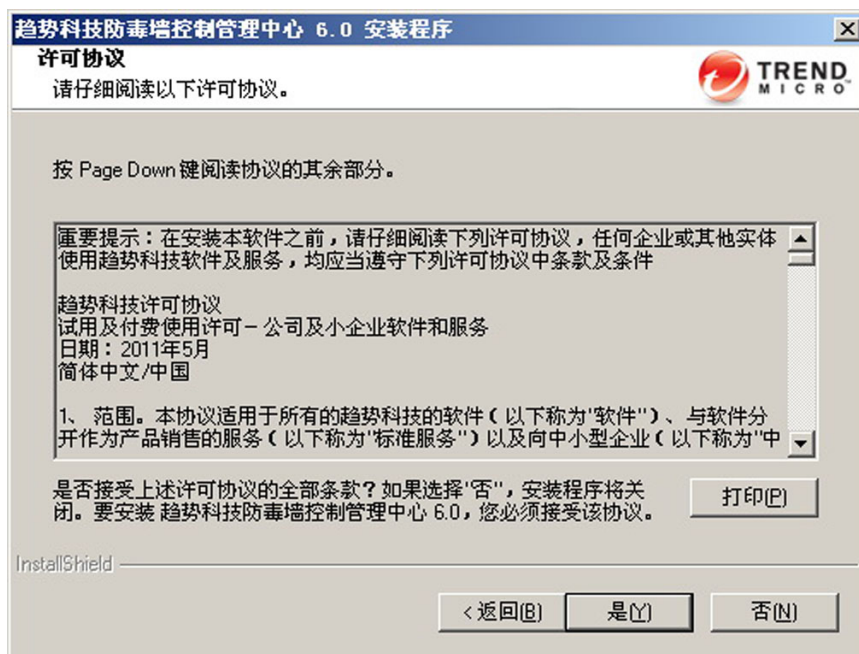 趋势科技防毒墙控制管理中心 6.0 安装程序
许可协议
请仔细阅读以下许可协议。
TREND
MICRO
按 Page Down 键阅读协议的其余部分。
重要提示：在安装本软件之前，请仔细阅读下列许可协议，任何企业或其他实体
使用趋势科技软件及服务，均应当遵守下列许可协议中条款及条件
趋势科技许可协议
试用及付费使用许可－公司及小企业软件和服务
日期：2011年5月
简体中文/中国
1、 范围。本协议适用于所有的趋势科技的软件（以下称为"软件"）、与软件分
开作为产品销售的服务（以下称为"标准服务"）以及向中小型企业（以下称为"中
是否接受上述许可协议的全部条款？如果选择"否"，安装程序将关
闭。要安装 趋势科技防毒墙控制管理中心 6.0，您必须接受该协议。
打印(P)
InstallShield
< 返回(B)
是(Y)
否(N)